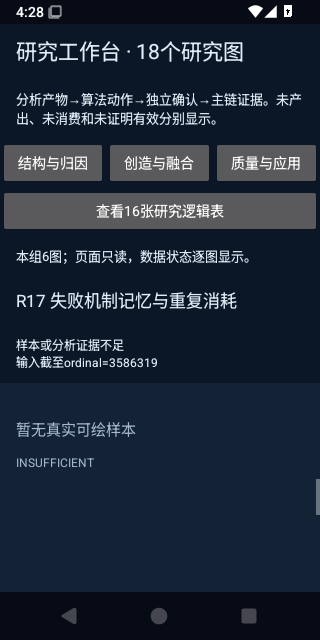 4:28
研究工作台 · 18个研究图
分析产物→算法动作→独立确认→主链证据。未产
出、未消费和未证明有效分别显示。
结构与归因
创造与融合
质量与应用
查看16张研究逻辑表
本组6图；页面只读，数据状态逐图显示。
R17 失败机制记忆与重复消耗
样本或分析证据不足
输入截至ordinal=3586319
暂无真实可绘样本
INSUFFICIENT